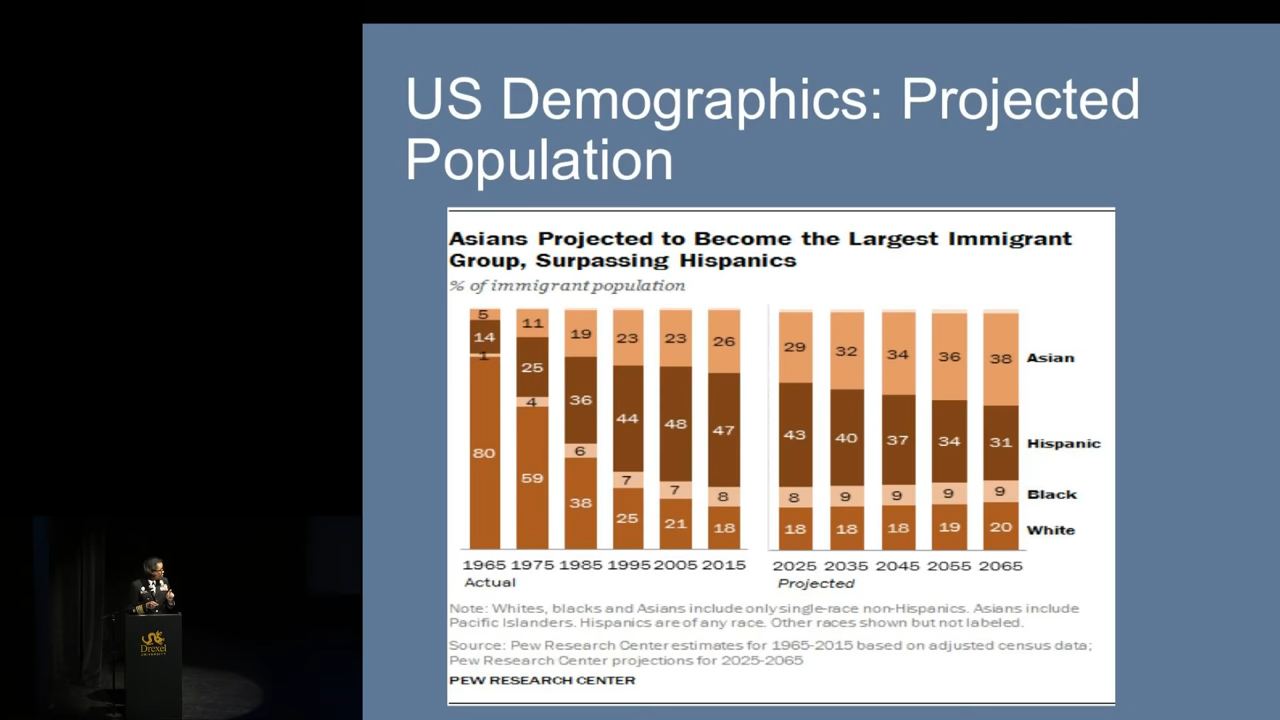 US Demographics: Projected
Population
Asians Projected to Become the Largest Immigrant
Group, Surpassing Hispanics
% of immigrant population
5 11 19 23 23 26 29 32 34 36 38 Asian
14 25 36 44 48 47 43 40 37 34 31 Hispanic
1 4 6 7 7 8 8 9 9 9 9 Black
80 59 38 25 21 18 18 18 18 19 20 White
1965 1975 1985 1995 2005 2015 2025 2035 2045 2055 2065
Actual Projected
Note: Whites, blacks and Asians include only single-race non-Hispanics. Asians include
Pacific Islanders. Hispanics are of any race. Other races shown but not labeled.
Source: Pew Research Center estimates for 1965-2015 based on adjusted census data;
Pew Research Center projections for 2025-2065
PEW RESEARCH CENTER
Drexel
UNIVERSITY